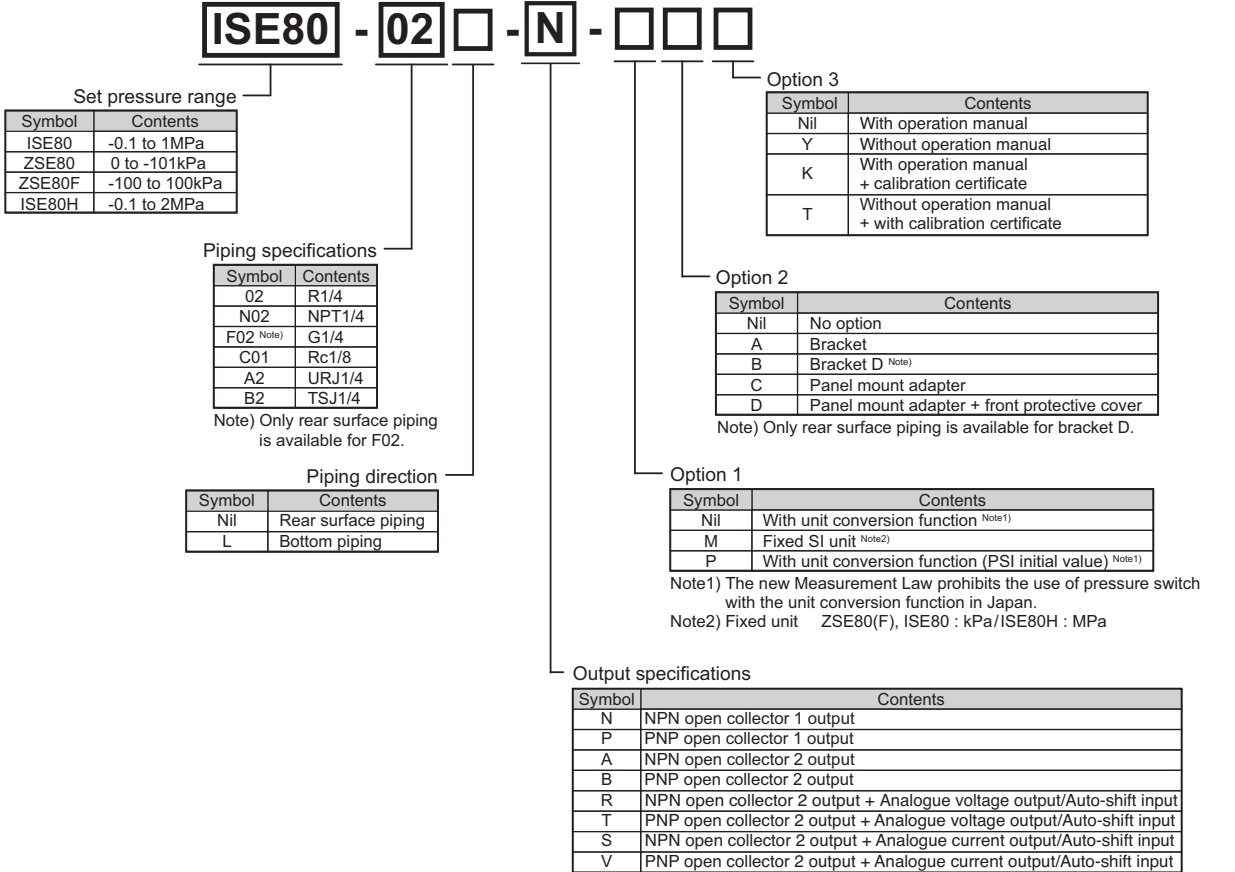 ISE80 - 02 □ - N - □ □ □
Set pressure range
Symbol Contents
ISE80 -0.1 to 1MPa
ZSE80 0 to -101kPa
ZSE80F -100 to 100kPa
ISE80H -0.1 to 2MPa
Piping specifications
Symbol Contents
02 R1/4
N02 NPT1/4
F02 Note) G1/4
C01 Rc1/8
A2 URJ1/4
B2 TSJ1/4
Note) Only rear surface piping
is available for F02.
Piping direction
Symbol Contents
Nil Rear surface piping
L Bottom piping
Option 3
Symbol Contents
Nil With operation manual
Y Without operation manual
K With operation manual
+ calibration certificate
T Without operation manual
+ with calibration certificate
Option 2
Symbol Contents
Nil No option
A Bracket
B Bracket D Note)
C Panel mount adapter
D Panel mount adapter + front protective cover
Note) Only rear surface piping is available for bracket D.
Option 1
Symbol Contents
Nil With unit conversion function Note1)
M Fixed SI unit Note2)
P With unit conversion function (PSI initial value) Note1)
Note1) The new Measurement Law prohibits the use of pressure switch
with the unit conversion function in Japan.
Note2) Fixed unit ZSE80(F), ISE80 : kPa/ISE80H : MPa
Output specifications
Symbol Contents
N NPN open collector 1 output
P PNP open collector 1 output
A NPN open collector 2 output
B PNP open collector 2 output
R NPN open collector 2 output + Analogue voltage output/Auto-shift input
T PNP open collector 2 output + Analogue voltage output/Auto-shift input
S NPN open collector 2 output + Analogue current output/Auto-shift input
V PNP open collector 2 output + Analogue current output/Auto-shift input